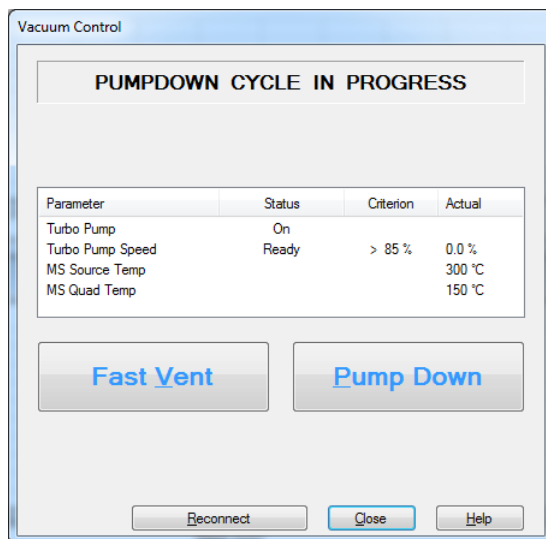 Vacuum Control
PUMPDOWN CYCLE IN PROGRESS
Parameter Status Criterion Actual
Turbo Pump On
Turbo Pump Speed Ready > 85 % 0.0 %
MS Source Temp 300 °C
MS Quad Temp 150 °C
Fast Vent Pump Down
Reconnect Close Help